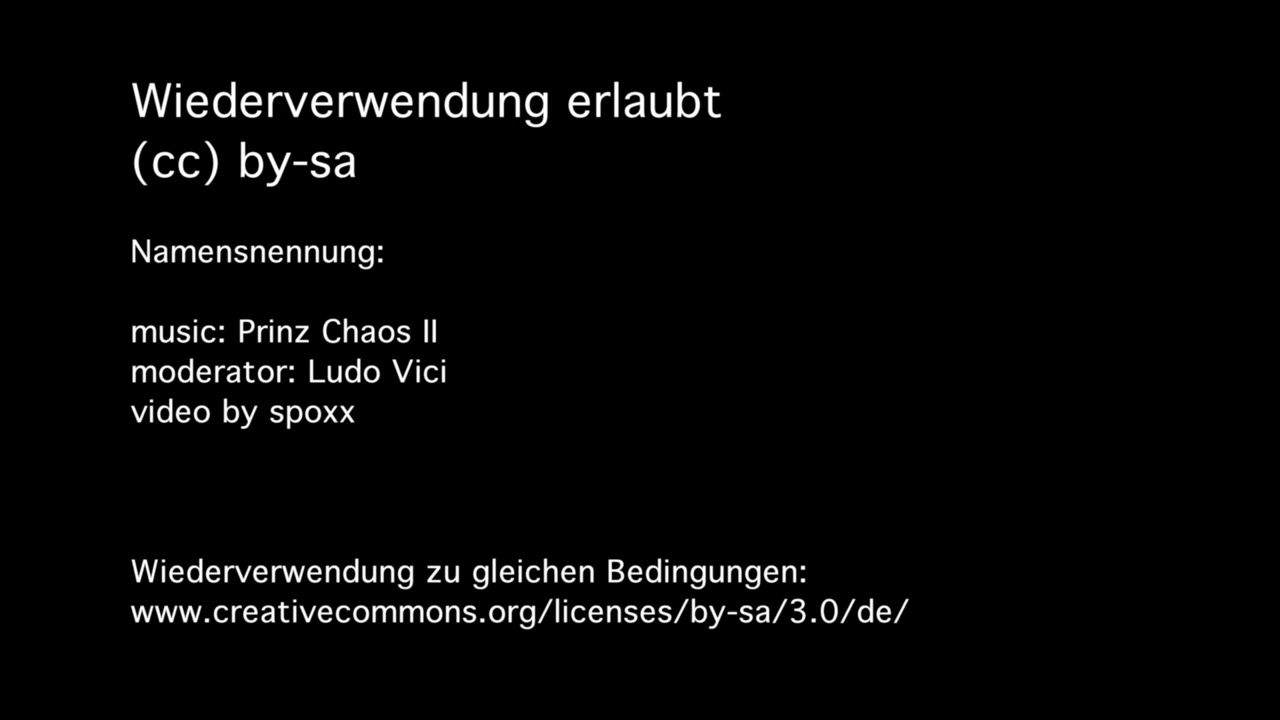 Wiederverwendung erlaubt
(cc) by-sa
Namensnennung:
music: Prinz Chaos II
moderator: Ludo Vici
video by spoxx
Wiederverwendung zu gleichen Bedingungen:
www.creativecommons.org/licenses/by-sa/3.0/de/